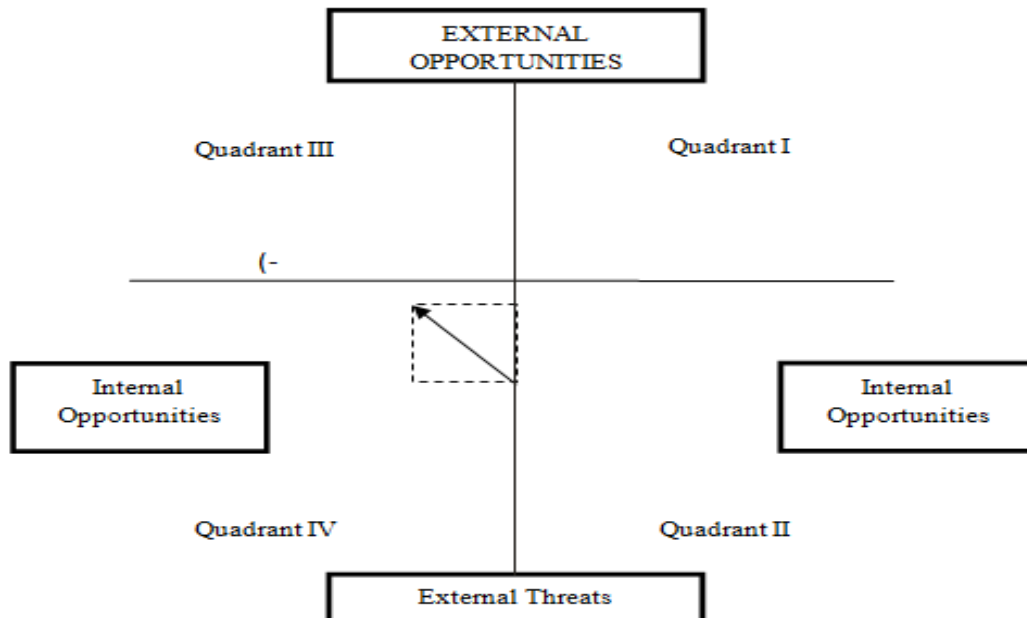 EXTERNAL
OPPORTUNITIES
Quadrant III
Quadrant I
(-
Internal
Opportunities
Internal
Opportunities
Quadrant IV
Quadrant II
External Threats